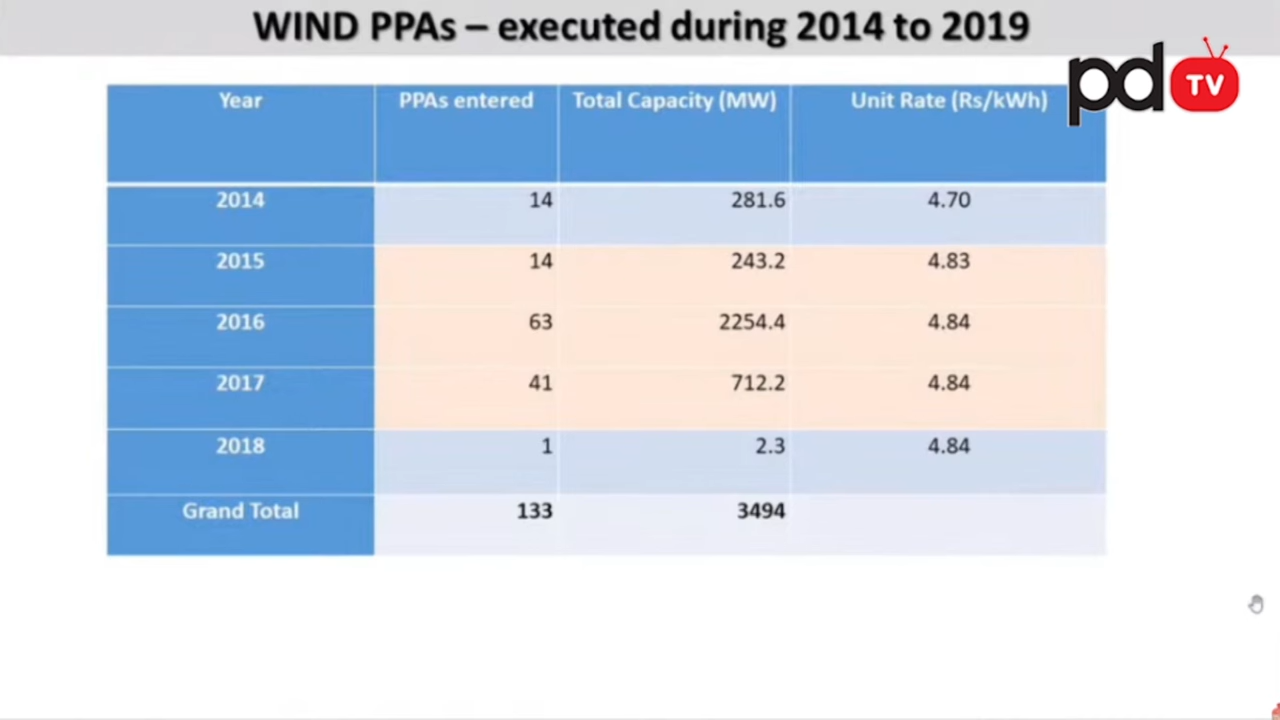 WIND PPAs – executed during 2014 to 2019
pd TV
Year PPAs entered Total Capacity (MW) Unit Rate (Rs/kWh)
2014 14 281.6 4.70
2015 14 243.2 4.83
2016 63 2254.4 4.84
2017 41 712.2 4.84
2018 1 2.3 4.84
Grand Total 133 3494